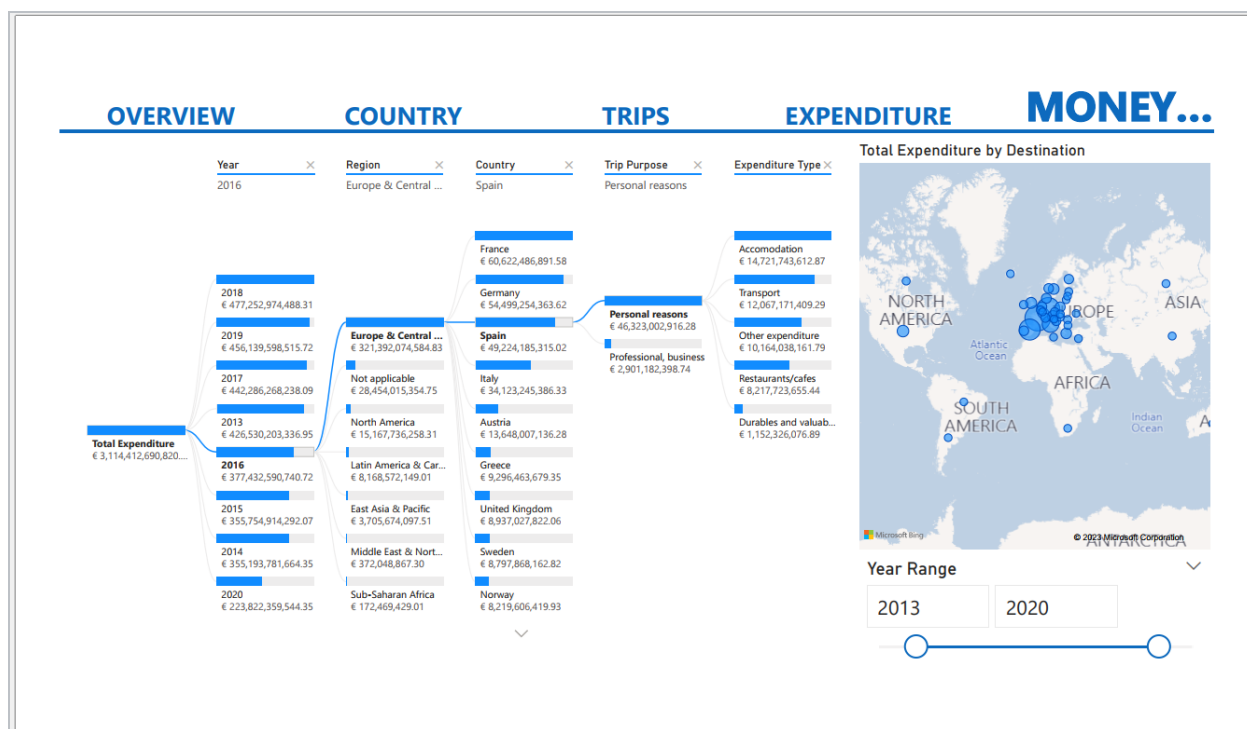 OVERVIEW
COUNTRY
TRIPS
EXPENDITURE
MONEY...
Year
2016
Region
Europe & Central ...
Country
Spain
Trip Purpose
Personal reasons
Expenditure Type
Total Expenditure
€ 3,114,412,690,820....
2018
€ 477,252,974,488.31
2019
€ 456,139,598,515.72
2017
€ 442,286,268,238.09
2013
€ 426,530,203,336.95
2016
€ 377,432,590,740.72
2015
€ 355,754,914,292.07
2014
€ 355,193,781,664.35
2020
€ 223,822,359,544.35
Europe & Central ...
€ 321,392,074,584.83
Not applicable
€ 28,454,015,354.75
North America
€ 15,167,736,258.31
Latin America & Car...
€ 8,168,572,149.01
East Asia & Pacific
€ 3,705,674,097.51
Middle East & Nort...
€ 372,048,867.30
Sub-Saharan Africa
€ 172,469,429.01
France
€ 60,622,486,891.58
Germany
€ 54,499,254,363.62
Spain
€ 49,224,185,315.02
Italy
€ 34,123,245,386.33
Austria
€ 13,648,007,136.28
Greece
€ 9,296,463,679.35
United Kingdom
€ 8,937,027,822.06
Sweden
€ 8,797,868,162.82
Norway
€ 8,219,606,419.93
Personal reasons
€ 46,323,002,916.28
Professional, business
€ 2,901,182,398.74
Accomodation
€ 14,721,743,612.87
Transport
€ 12,067,171,409.29
Other expenditure
€ 10,164,038,161.79
Restaurants/cafes
€ 8,217,723,655.44
Durables and valuab...
€ 1,152,326,076.89
Total Expenditure by Destination
NORTH
AMERICA
EUROPE
ASIA
Atlantic
Ocean
AFRICA
SOUTH
AMERICA
Indian
Ocean
A
Microsoft Bing
© 2023 Microsoft Corporation
ANTARCTICA
Year Range
2013
2020